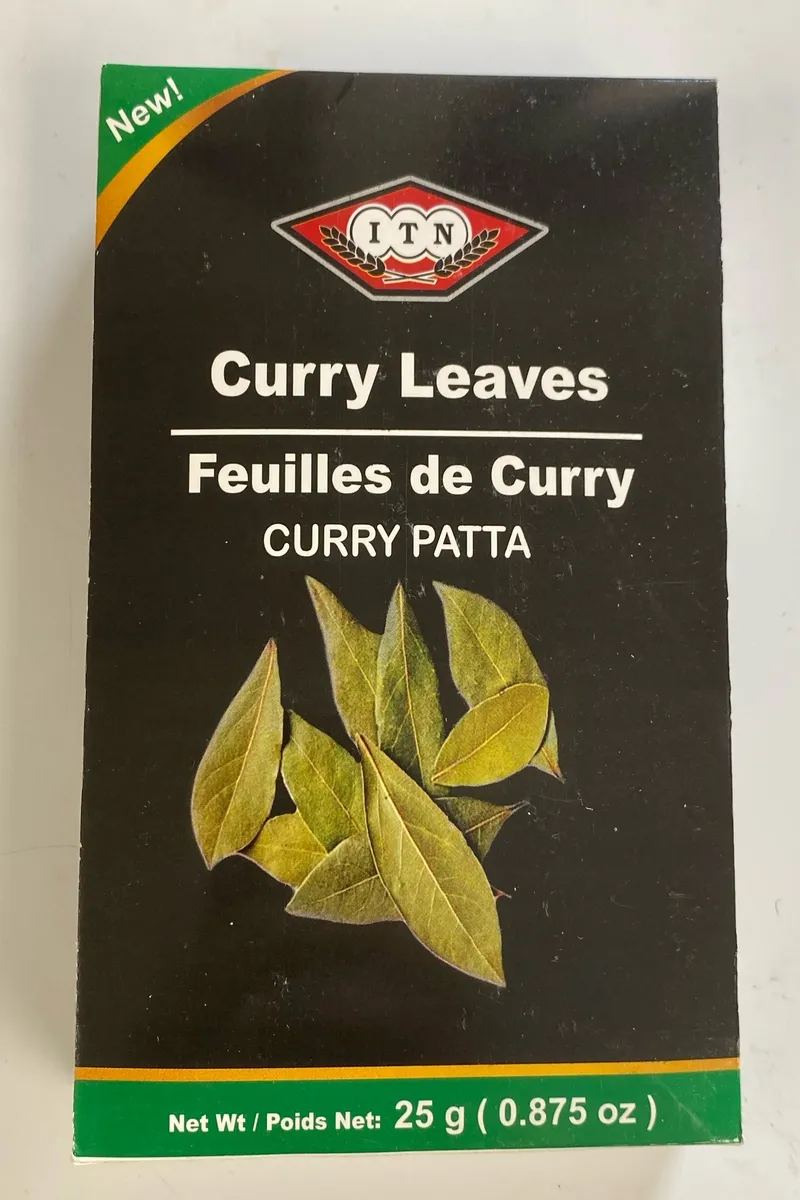 New!
ITN
Curry Leaves
Feuilles de Curry
CURRY PATTA
Net Wt / Poids Net: 25 g ( 0.875 oz )